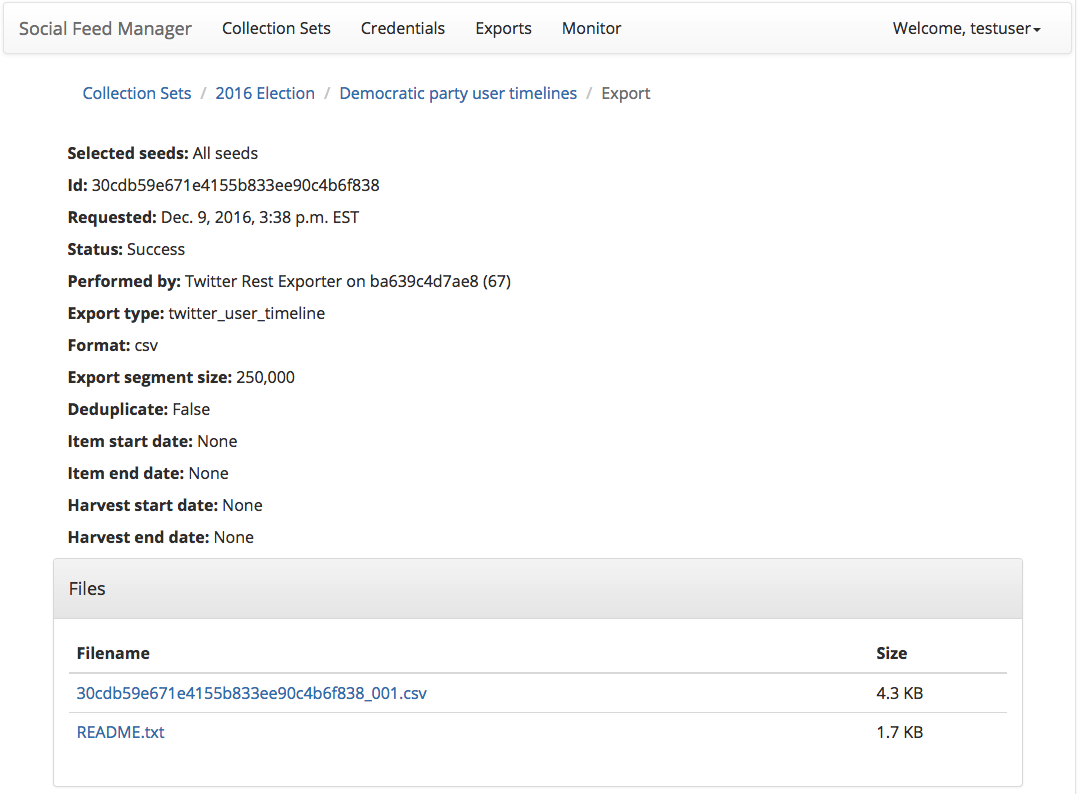 Social Feed Manager Collection Sets Credentials Exports Monitor Welcome, testuser
Collection Sets / 2016 Election / Democratic party user timelines / Export
Selected seeds: All seeds
Id: 30cdb59e671e4155b833ee90c4b6f838
Requested: Dec. 9, 2016, 3:38 p.m. EST
Status: Success
Performed by: Twitter Rest Exporter on ba639c4d7ae8 (67)
Export type: twitter_user_timeline
Format: csv
Export segment size: 250,000
Deduplicate: False
Item start date: None
Item end date: None
Harvest start date: None
Harvest end date: None
Files
Filename Size
30cdb59e671e4155b833ee90c4b6f838_001.csv 4.3 KB
README.txt 1.7 KB